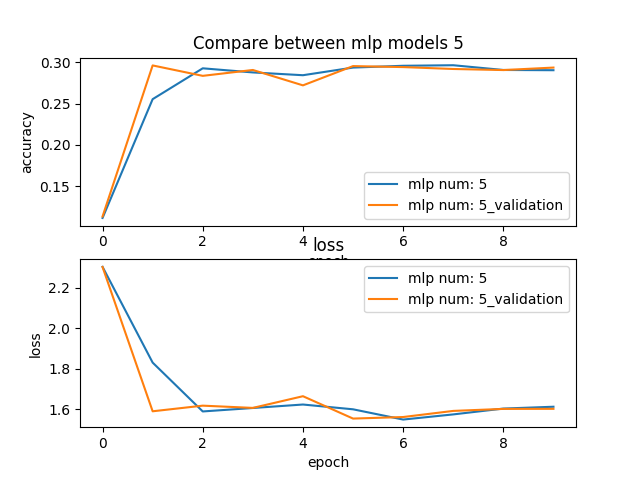 Compare between mlp models 5
0.30
0.25
0.20
0.15
accuracy
mlp num: 5
mlp num: 5_validation
0 2 4 6 8
loss
2.2
2.0
1.8
1.6
loss
mlp num: 5
mlp num: 5_validation
0 2 4 6 8
epoch